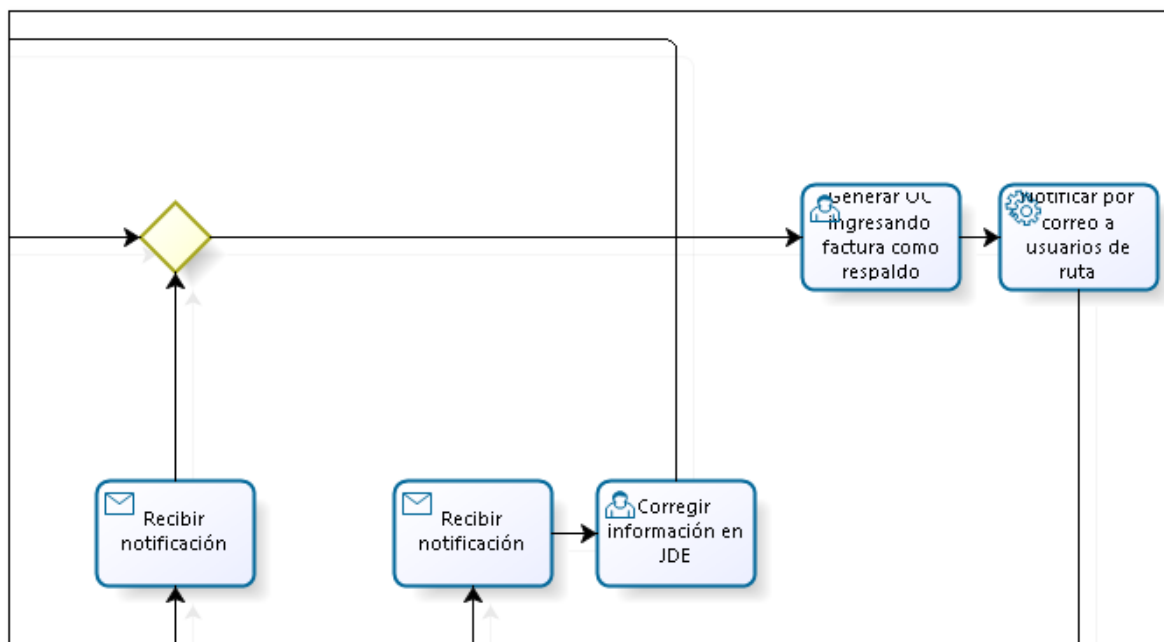 Generar OC
ingresando
factura como
respaldo
Notificar por
correo a
usuarios de
ruta
Recibir
notificación
Recibir
notificación
Corregir
información en
JDE